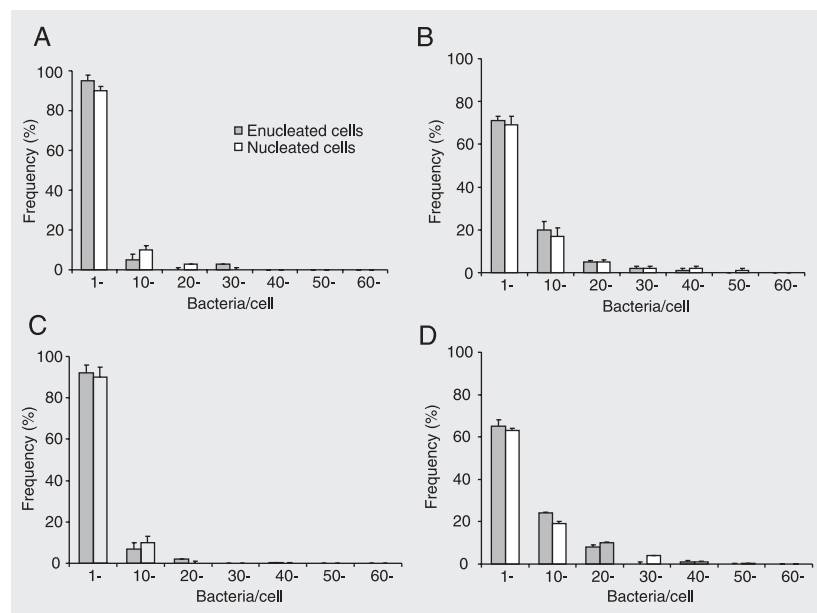 A
100
80
60
40
20
0
Frequency (%)
Enucleated cells
Nucleated cells
1- 10- 20- 30- 40- 50- 60-
Bacteria/cell
B
100
80
60
40
20
0
Frequency (%)
1- 10- 20- 30- 40- 50- 60-
Bacteria/cell
C
100
80
60
40
20
0
Frequency (%)
1- 10- 20- 30- 40- 50- 60-
Bacteria/cell
D
100
80
60
40
20
0
Frequency (%)
1- 10- 20- 30- 40- 50- 60-
Bacteria/cell